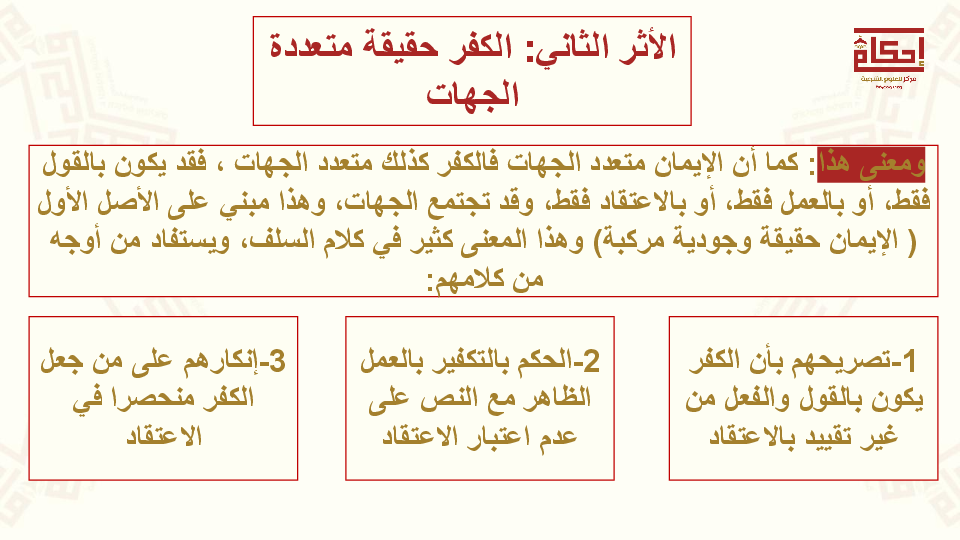 الأثر الثاني: الكفر حقيقة متعددة
الجهات
إحكام
مركز للعلوم الشرعية
ومعنى هذا: كما أن الإيمان متعدد الجهات فالكفر كذلك متعدد الجهات ، فقد يكون بالقول
فقط، أو بالعمل فقط، أو بالاعتقاد فقط، وقد تجتمع الجهات، وهذا مبني على الأصل الأول
( الإيمان حقيقة وجودية مركبة) وهذا المعنى كثير في كلام السلف، ويستفاد من أوجه
من كلامهم:
1-تصريحهم بأن الكفر
يكون بالقول والفعل من
غير تقييد بالاعتقاد
2-الحكم بالتكفير بالعمل
الظاهر مع النص على
عدم اعتبار الاعتقاد
3-إنكارهم على من جعل
الكفر منحصرا في
الاعتقاد